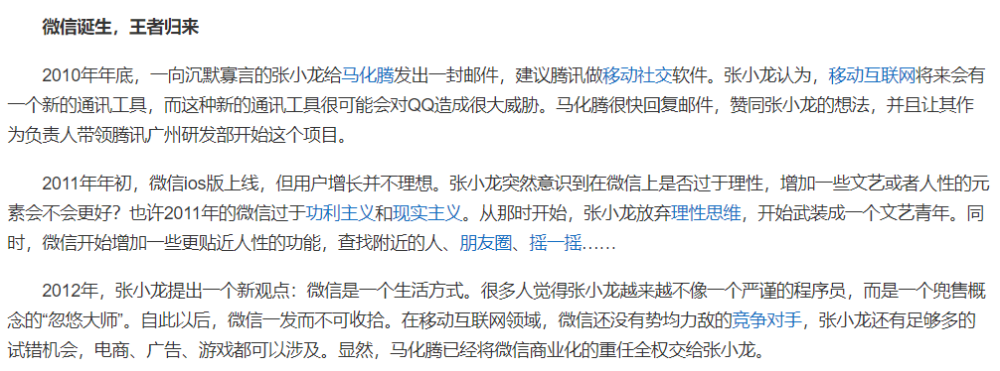 微信诞生，王者归来
2010年年底，一向沉默寡言的张小龙给马化腾发出一封邮件，建议腾讯做移动社交软件。张小龙认为，移动互联网将来会有
一个新的通讯工具，而这种新的通讯工具很可能会对QQ造成很大威胁。马化腾很快回复邮件，赞同张小龙的想法，并且让其作
为负责人带领腾讯广州研发部开始这个项目。
2011年年初，微信ios版上线，但用户增长并不理想。张小龙突然意识到在微信上是否过于理性，增加一些文艺或者人性的元
素会不会更好？也许2011年的微信过于功利主义和现实主义。从那时开始，张小龙放弃理性思维，开始武装成一个文艺青年。同
时，微信开始增加一些更贴近人性的功能，查找附近的人、朋友圈、摇一摇……
2012年，张小龙提出一个新观点：微信是一个生活方式。很多人觉得张小龙越来越不像一个严谨的程序员，而是一个兜售概
念的“忽悠大师”。自此以后，微信一发而不可收拾。在移动互联网领域，微信还没有势均力敌的竞争对手，张小龙还有足够多的
试错机会，电商、广告、游戏都可以涉及。显然，马化腾已经将微信商业化的重任全权交给张小龙。